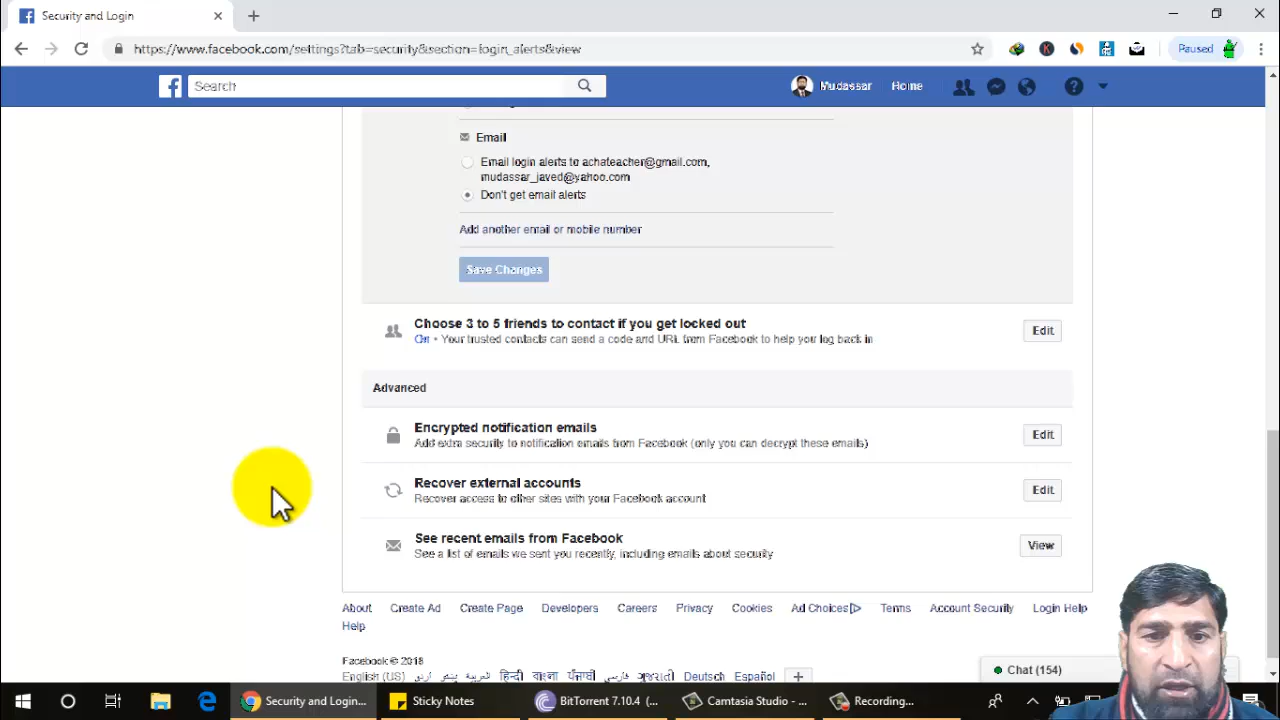 Security and Login
https://www.facebook.com/settings?tab=security&section=login_alerts&view
Paused
Search
Mudassar
Home
Email
Email login alerts to achateacher@gmail.com,
mudassar_javed@yahoo.com
Don't get email alerts
Add another email or mobile number
Save Changes
Choose 3 to 5 friends to contact if you get locked out
On • Your trusted contacts can send a code and URL from Facebook to help you log back in
Edit
Advanced
Encrypted notification emails
Add extra security to notification emails from Facebook (only you can decrypt these emails)
Edit
Recover external accounts
Recover access to other sites with your Facebook account
Edit
See recent emails from Facebook
See a list of emails we sent you recently, including emails about security
View
About Create Ad Create Page Developers Careers Privacy Cookies Ad Choices Terms Account Security Login Help
Help
Facebook © 2018
English (US) اردو پښتو العربية हिन्दी বাংলা ਪੰਜਾਬੀ فارسی ગુજરાતી Deutsch Español
Chat (154)
Security and Login...
Sticky Notes
BitTorrent 7.10.4 (...
Camtasia Studio - ...
Recording...